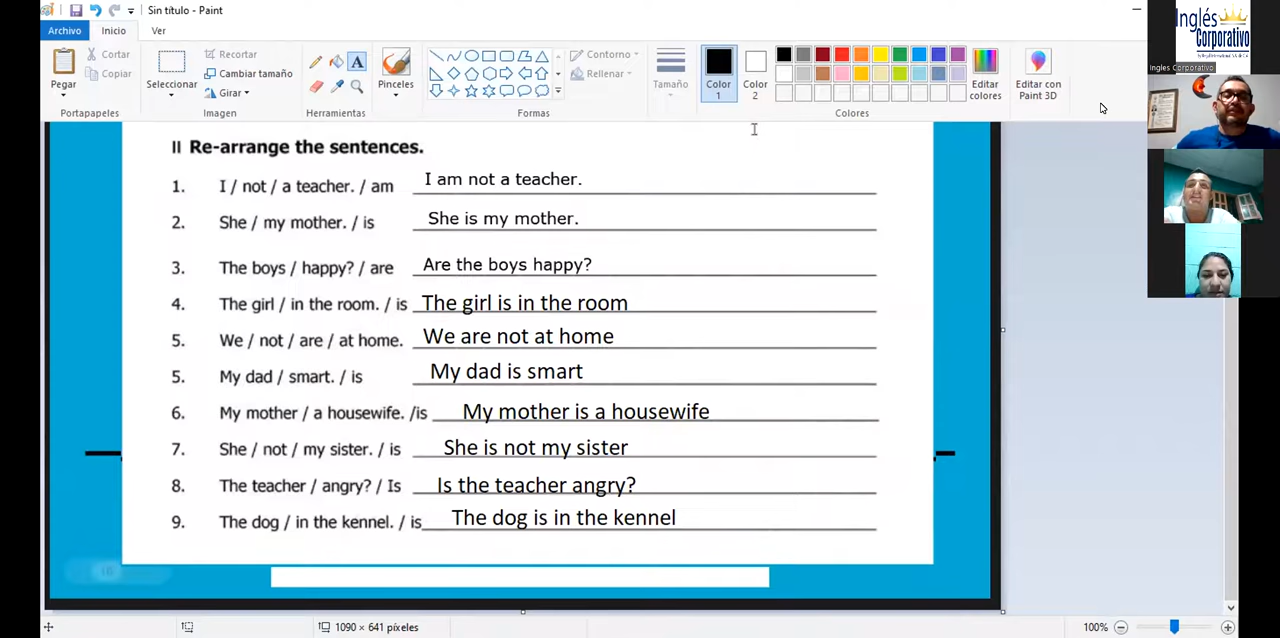 Sin título - Paint
Archivo
Inicio
Ver
Pegar
Cortar
Copiar
Portapapeles
Seleccionar
Recortar
Cambiar tamaño
Girar
Imagen
A
Herramientas
Pinceles
Contorno
Rellenar
Formas
Tamaño
Color 1
Color 2
Editar colores
Colores
Editar con Paint 3D
Inglés
Corporativo
Ingles Corporativo
II Re-arrange the sentences.
1. I / not / a teacher. / am I am not a teacher.
2. She / my mother. / is She is my mother.
3. The boys / happy? / are Are the boys happy?
4. The girl / in the room. / is The girl is in the room
5. We / not / are / at home. We are not at home
5. My dad / smart. / is My dad is smart
6. My mother / a housewife. /is My mother is a housewife
7. She / not / my sister. / is She is not my sister
8. The teacher / angry? / Is Is the teacher angry?
9. The dog / in the kennel. / is The dog is in the kennel
1090 × 641 píxeles
100%